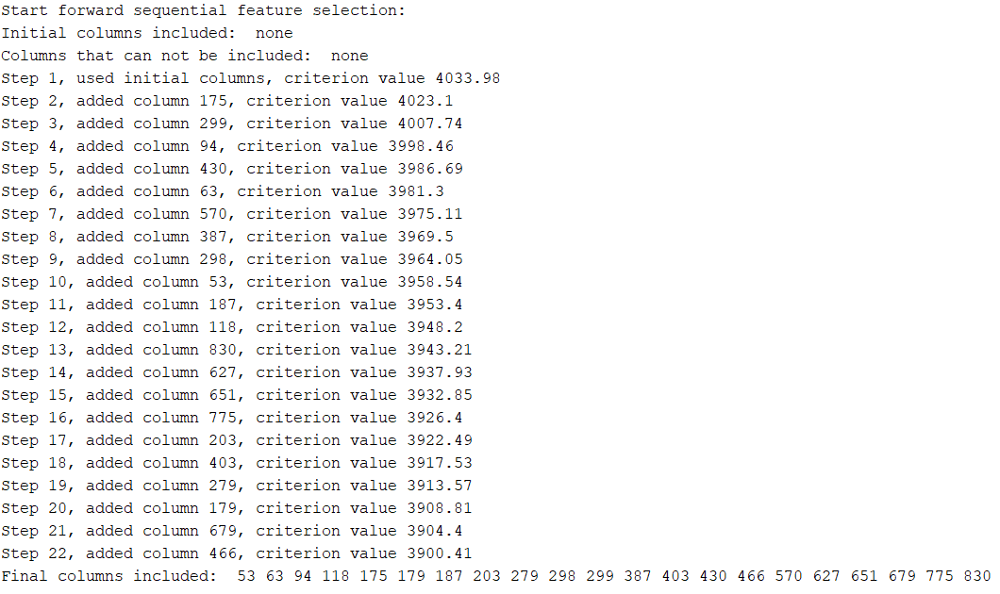 Start forward sequential feature selection:
Initial columns included:  none
Columns that can not be included:  none
Step 1, used initial columns, criterion value 4033.98
Step 2, added column 175, criterion value 4023.1
Step 3, added column 299, criterion value 4007.74
Step 4, added column 94, criterion value 3998.46
Step 5, added column 430, criterion value 3986.69
Step 6, added column 63, criterion value 3981.3
Step 7, added column 570, criterion value 3975.11
Step 8, added column 387, criterion value 3969.5
Step 9, added column 298, criterion value 3964.05
Step 10, added column 53, criterion value 3958.54
Step 11, added column 187, criterion value 3953.4
Step 12, added column 118, criterion value 3948.2
Step 13, added column 830, criterion value 3943.21
Step 14, added column 627, criterion value 3937.93
Step 15, added column 651, criterion value 3932.85
Step 16, added column 775, criterion value 3926.4
Step 17, added column 203, criterion value 3922.49
Step 18, added column 403, criterion value 3917.53
Step 19, added column 279, criterion value 3913.57
Step 20, added column 179, criterion value 3908.81
Step 21, added column 679, criterion value 3904.4
Step 22, added column 466, criterion value 3900.41
Final columns included:  53 63 94 118 175 179 187 203 279 298 299 387 403 430 466 570 627 651 679 775 830